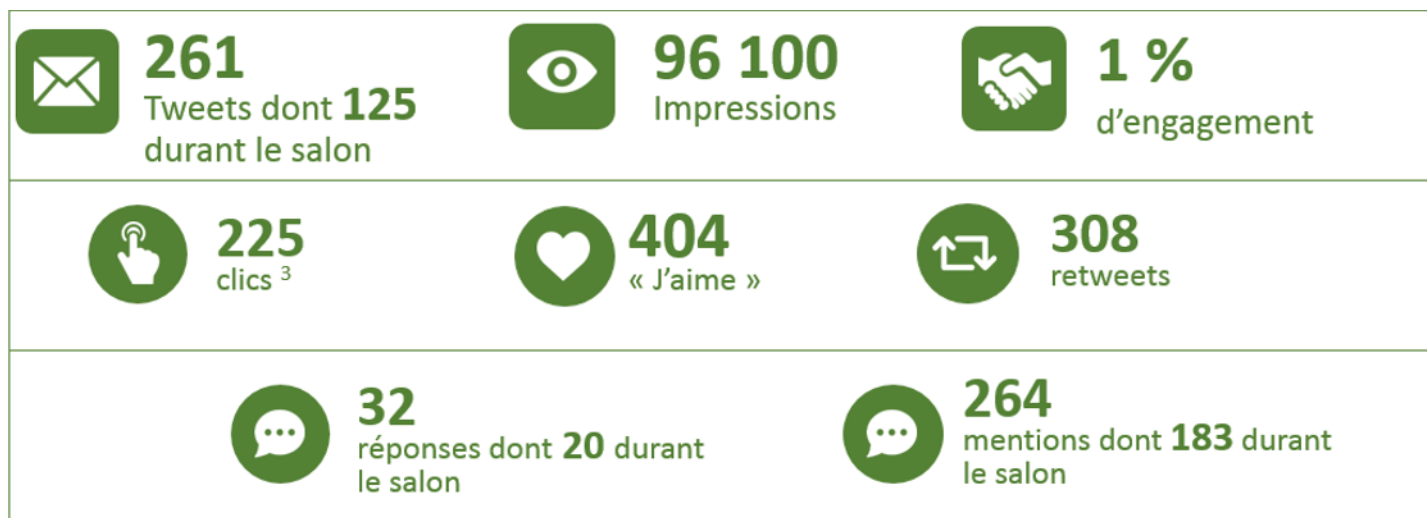 261
Tweets dont 125
durant le salon
96 100
Impressions
1 %
d’engagement
225
clics ³
404
« J’aime »
308
retweets
32
réponses dont 20 durant
le salon
264
mentions dont 183 durant
le salon